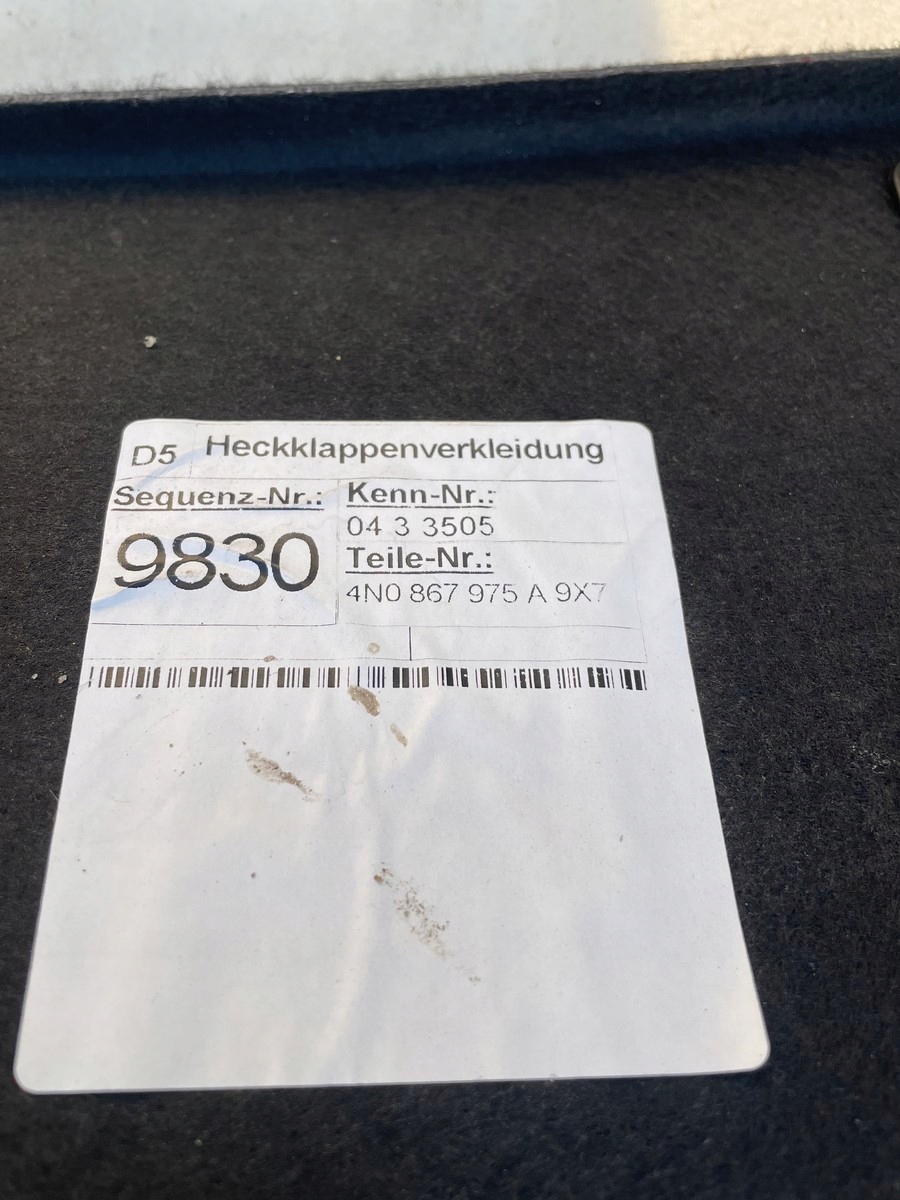 D5 Heckklappenverkleidung
Sequenz-Nr.: Kenn-Nr.:
9830 04 3 3505
Teile-Nr.:
4N0 867 975 A 9X7